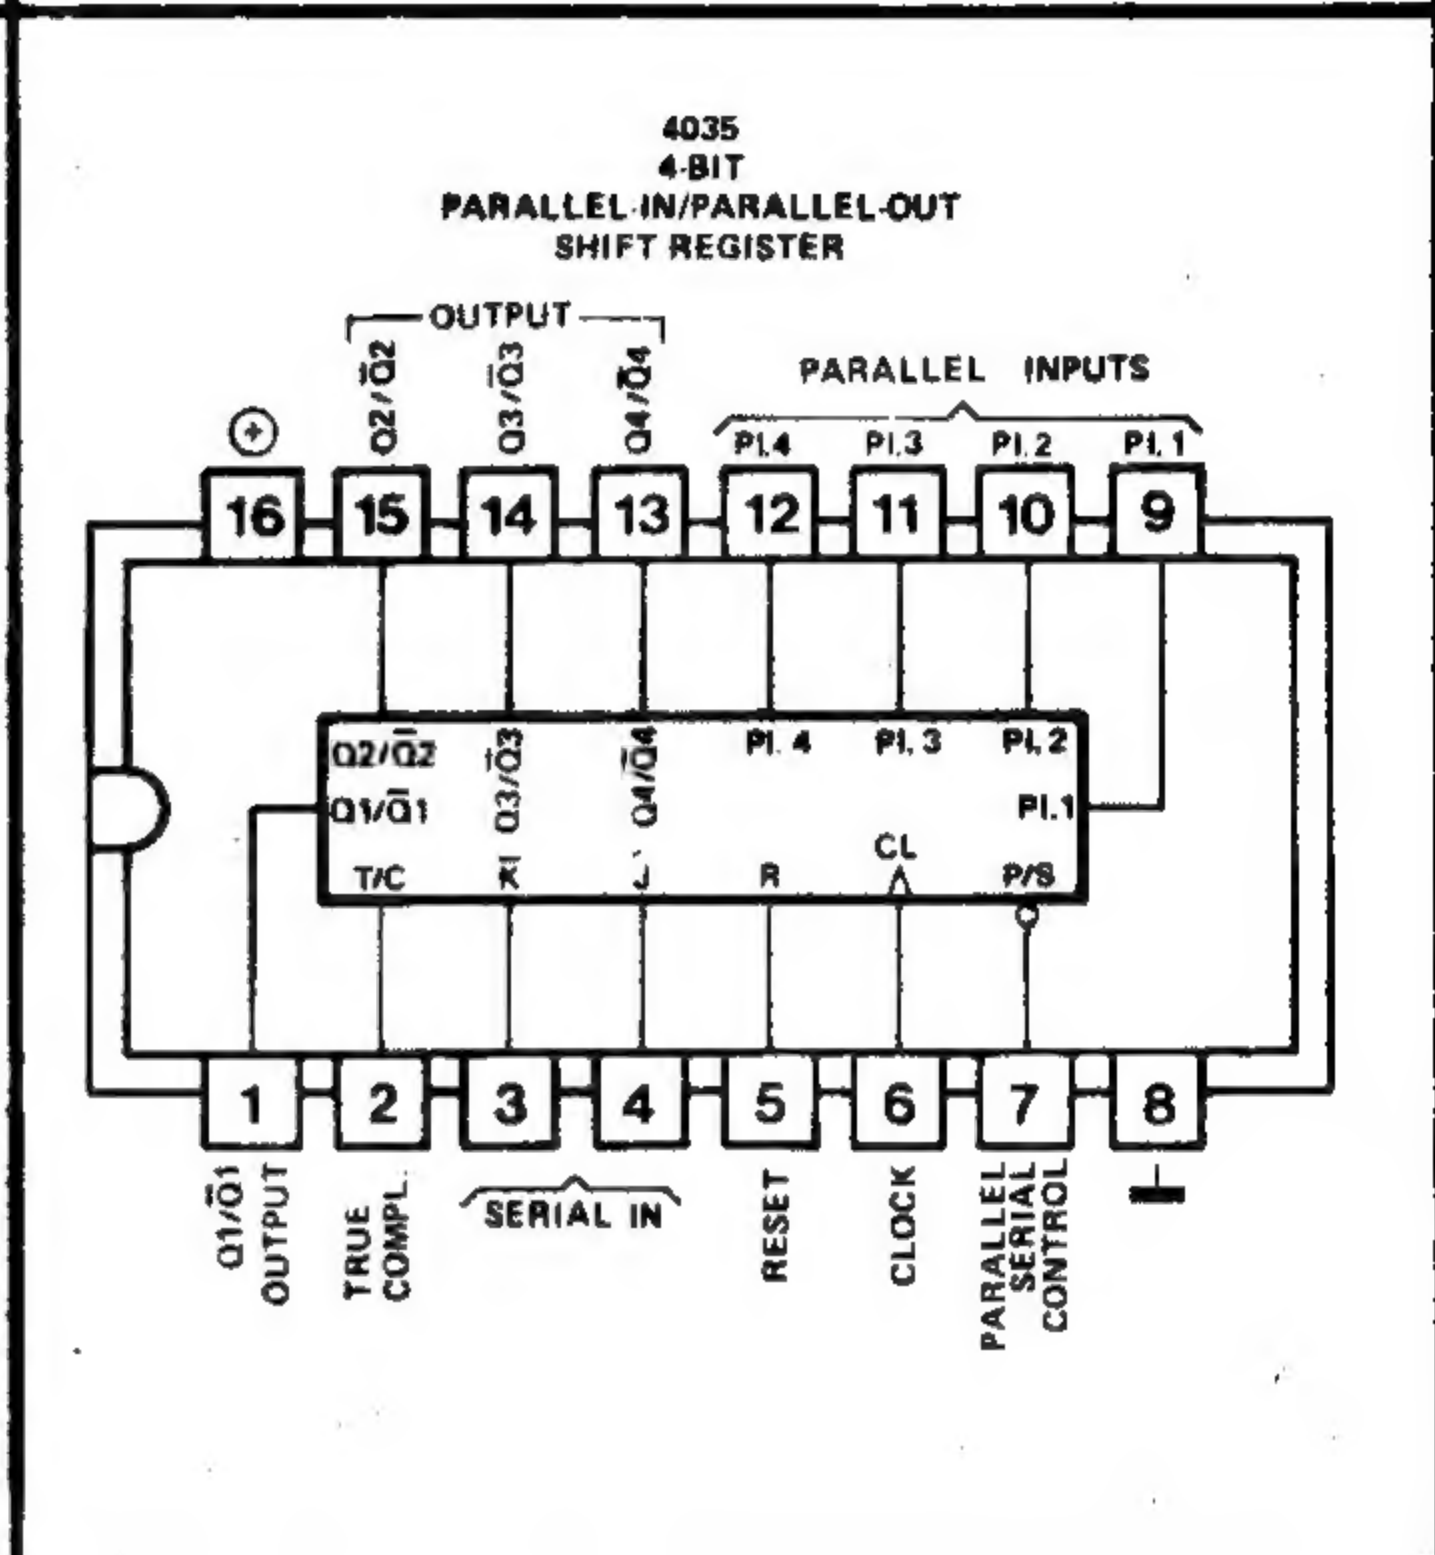 4035
4-BIT
PARALLEL-IN/PARALLEL-OUT
SHIFT REGISTER
OUTPUT
Q2/Q̅2
Q3/Q̅3
Q4/Q̅4
PARALLEL INPUTS
PI.4
PI.3
PI.2
PI.1
+
16
15
14
13
12
11
10
9
Q2/Q̅2
Q3/Q̅3
Q4/Q̅4
PI.4
PI.3
PI.2
Q1/Q̅1
PI.1
CL
T/C
K̅
J
R
P/S
1
2
3
4
5
6
7
8
Q1/Q̅1
OUTPUT
TRUE
COMPL.
SERIAL IN
RESET
CLOCK
PARALLEL
SERIAL
CONTROL